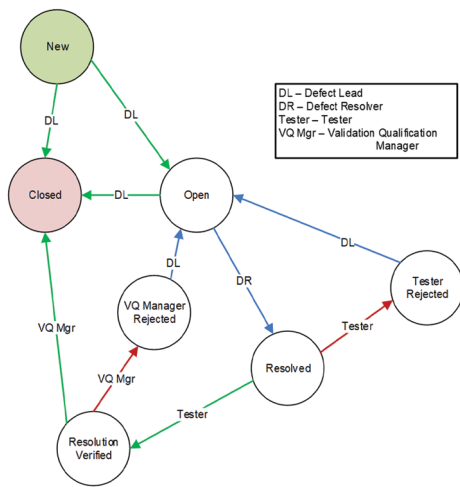 New
DL – Defect Lead
DR – Defect Resolver
Tester – Tester
VQ Mgr – Validation Qualification
Manager
DL
DL
Closed
DL
Open
DL
DL
DR
VQ Manager
Rejected
Tester
Rejected
VQ Mgr
Tester
Resolved
VQ Mgr
Tester
Resolution
Verified